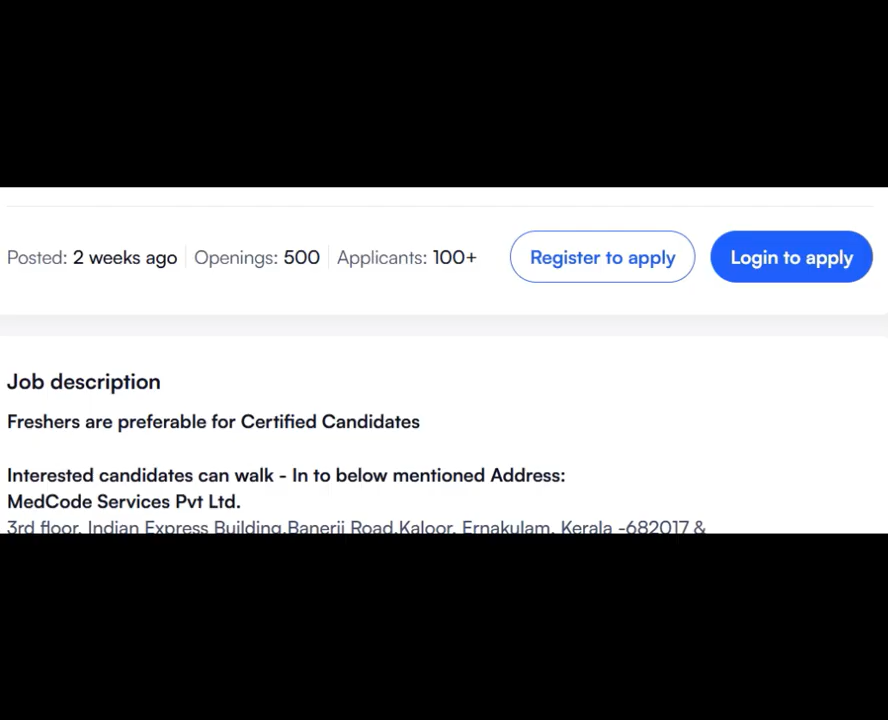 Posted: 2 weeks ago Openings: 500 Applicants: 100+ Register to apply Login to apply
Job description
Freshers are preferable for Certified Candidates
Interested candidates can walk - In to below mentioned Address:
MedCode Services Pvt Ltd.
3rd floor, Indian Express Building,Banerji Road,Kaloor, Ernakulam, Kerala -682017 &